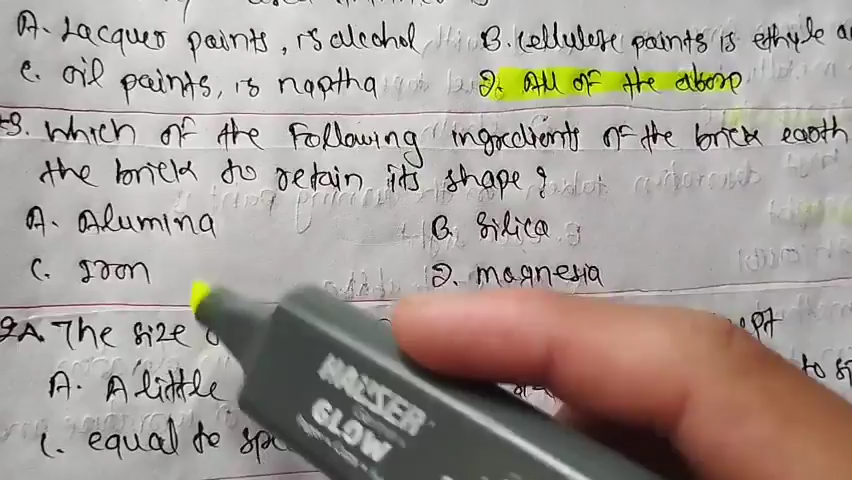 A. Lacquer paints, is alcohol B. cellulose paints is ethyle
C. oil paints, is naptha D. All of the above
3. Which of the following ingredients of the brick earth
the brick to retain its shape?
A. Alumina B. Silica
C. Iron D. magnesia
The size
A. A little
C. equal to
HAUSER
GLOW